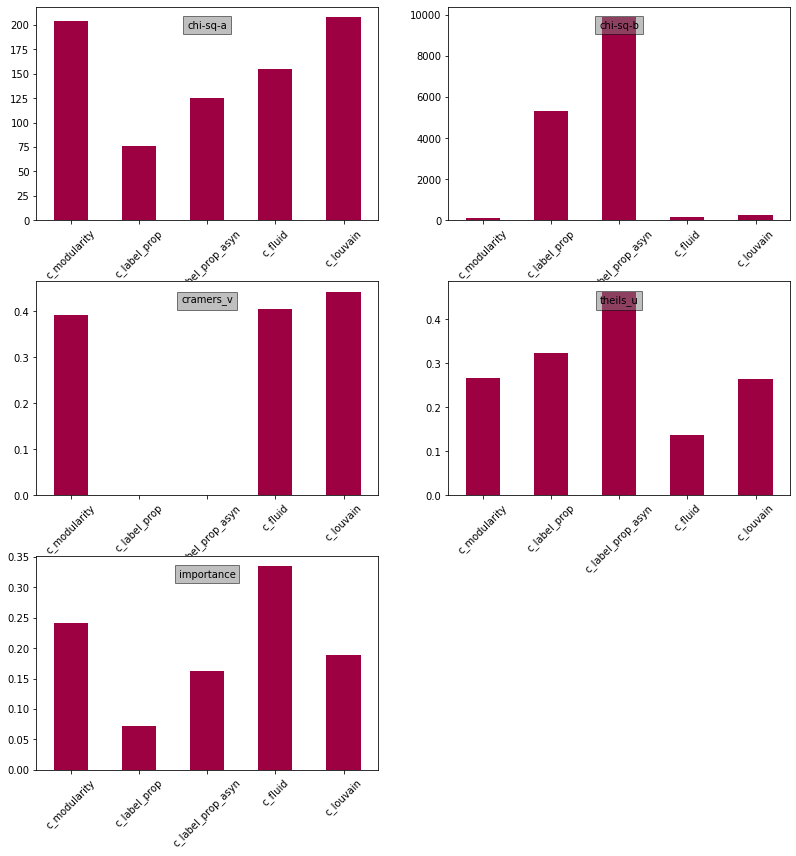 chi-sq-a
200
175
150
125
100
75
50
25
0
c_modularity
c_label_prop
bel_prop_asyn
c_fluid
c_louvain
chi-sq-b
10000
8000
6000
4000
2000
0
c_modularity
c_label_prop
bel_prop_asyn
c_fluid
c_louvain
cramers_v
0.4
0.3
0.2
0.1
0.0
c_modularity
c_label_prop
bel_prop_asyn
c_fluid
c_louvain
theils_u
0.4
0.3
0.2
0.1
0.0
c_modularity
c_label_prop
c_label_prop_asyn
c_fluid
c_louvain
importance
0.35
0.30
0.25
0.20
0.15
0.10
0.05
0.00
c_modularity
c_label_prop
c_label_prop_asyn
c_fluid
c_louvain